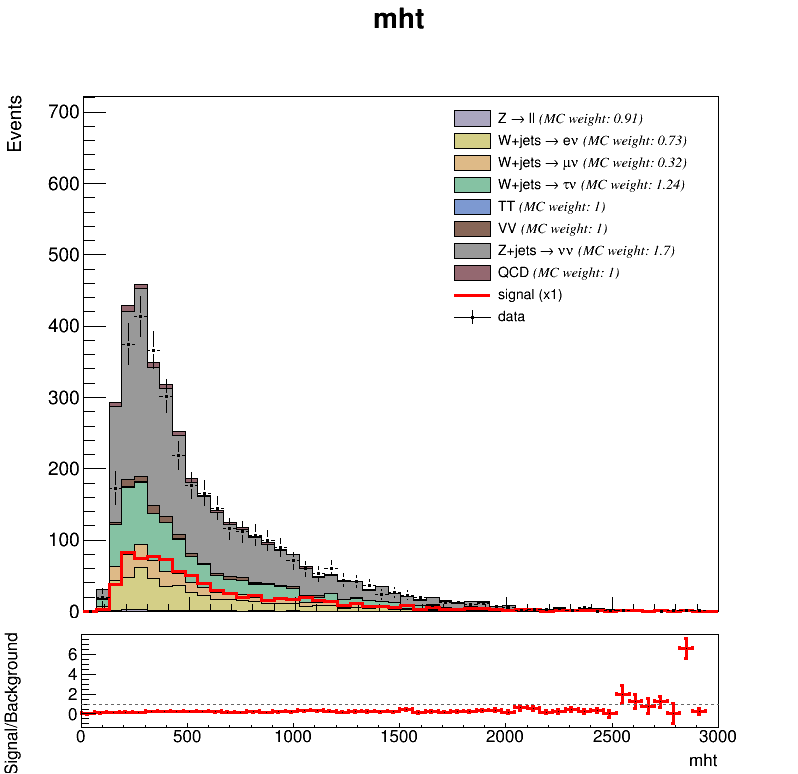 mht
Events
700
600
500
400
300
200
100
0
Z → ll (MC weight: 0.91)
W+jets → eν (MC weight: 0.73)
W+jets → μν (MC weight: 0.32)
W+jets → τν (MC weight: 1.24)
TT (MC weight: 1)
VV (MC weight: 1)
Z+jets → νν (MC weight: 1.7)
QCD (MC weight: 1)
signal (x1)
data
Signal/Background
6
4
2
0
0 500 1000 1500 2000 2500 3000
mht